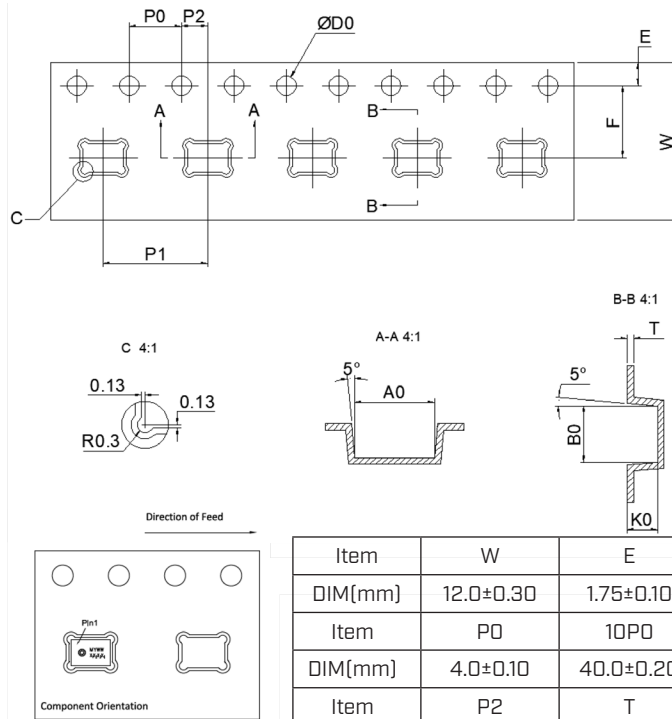 P0 P2
ØD0
E
A A
B
F
W
B
C
P1
B-B 4:1
T
C 4:1
A-A 4:1
0.13
0.13
R0.3
5°
A0
5°
B0
K0
Direction of Feed
Pin1
MYWW
Component Orientation
Item W E
DIM(mm) 12.0±0.30 1.75±0.10
Item P0 10P0
DIM(mm) 4.0±0.10 40.0±0.20
Item P2 T